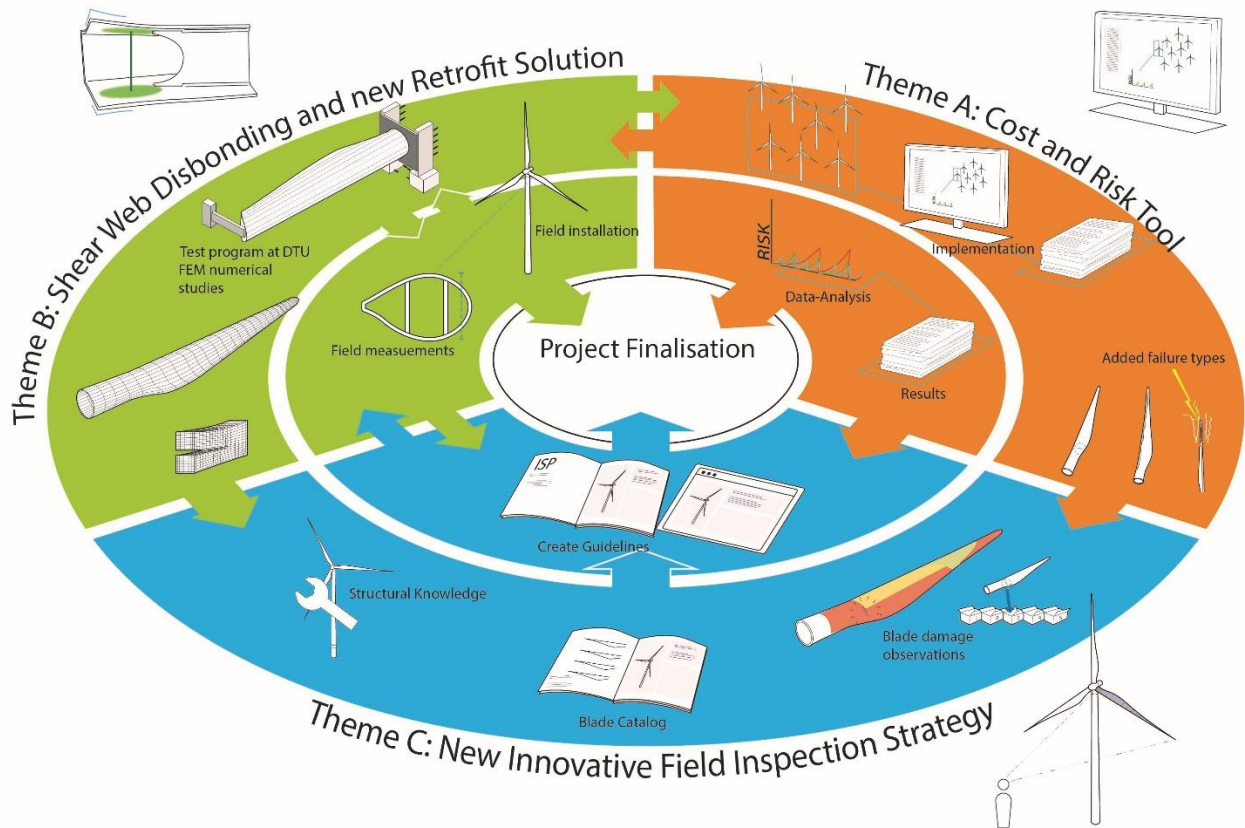 Theme B: Shear Web Disbonding and new Retrofit Solution
Theme A: Cost and Risk Tool
Test program at DTU
FEM numerical
studies
Field installation
Field measuements
RISK
Data-Analysis
Implementation
Results
Added failure types
Project Finalisation
ISP
Create Guidelines
Structural Knowledge
Blade Catalog
Blade damage
observations
Theme C: New Innovative Field Inspection Strategy